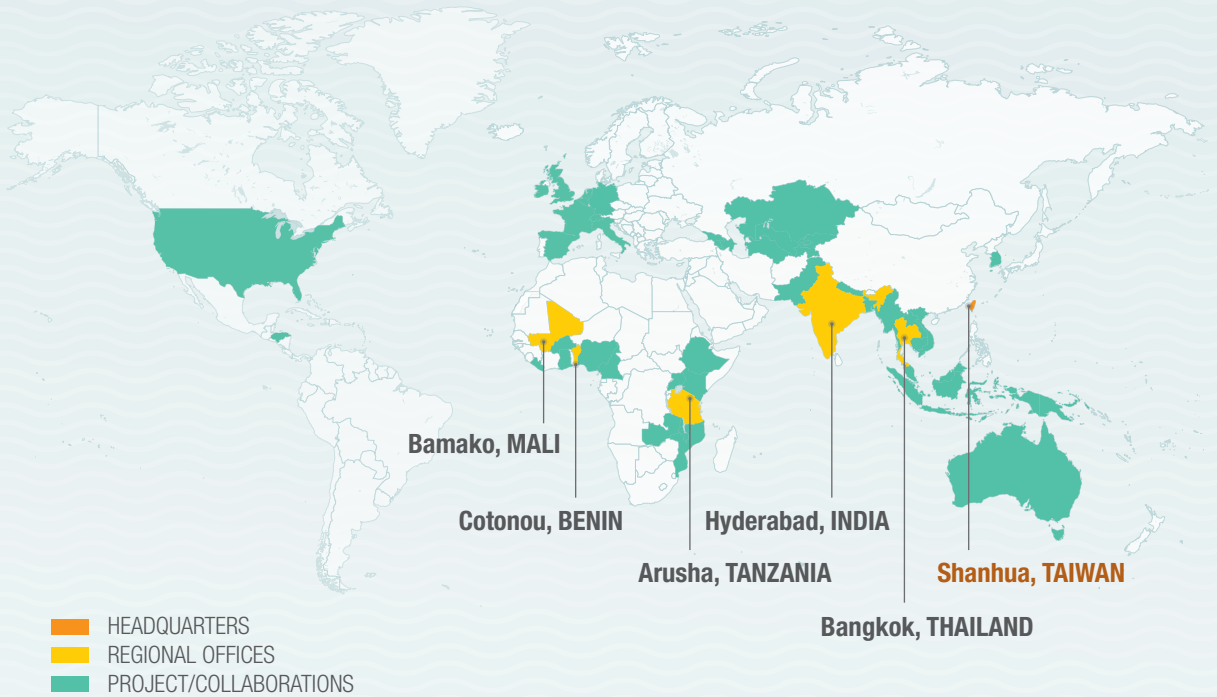 Bamako, MALI
Cotonou, BENIN
Hyderabad, INDIA
Arusha, TANZANIA
Shanhua, TAIWAN
Bangkok, THAILAND
HEADQUARTERS
REGIONAL OFFICES
PROJECT/COLLABORATIONS